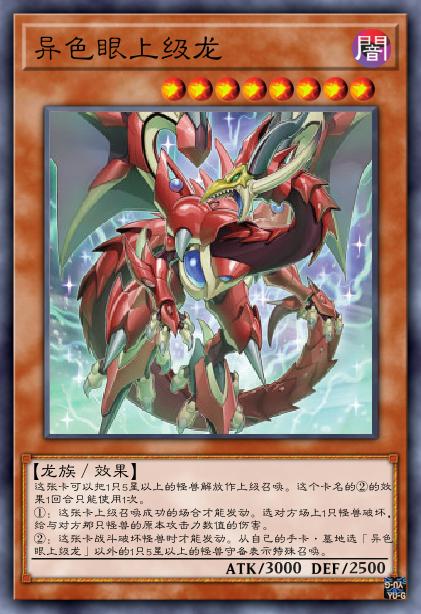 异色眼上级龙
闇
【龙族／效果】
这张卡可以把1只5星以上的怪兽解放作上级召唤。这个卡名的②的效
果1回合只能使用1次。
①：这张卡上级召唤成功的场合才能发动。选对方场上1只怪兽破坏，
给与对方那只怪兽的原本攻击力数值的伤害。
②：这张卡战斗破坏怪兽时才能发动。从自己的手卡·墓地选「异色
眼上级龙」以外的1只5星以上的怪兽守备表示特殊召唤。
ATK/3000 DEF/2500